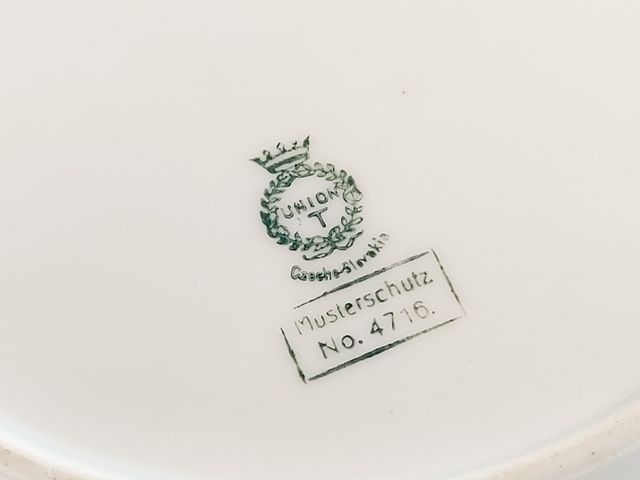 UNION
T
Czecho-Slovakia
Musterschutz
No. 4716.